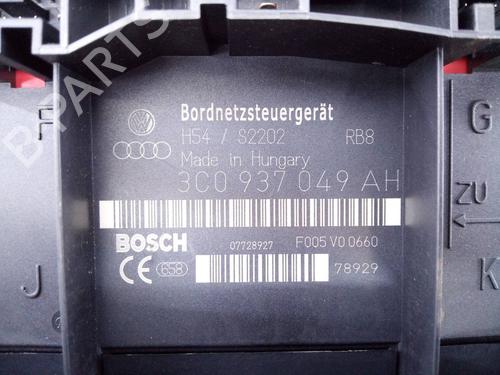 B-PARTS
Bordnetzsteuergerät
F
H54 / S2202 RB8
G
Made in Hungary
3C0 937 049 AH
ZU
BOSCH 07728927 F005 V0 0660
J
CE 658 78929
K